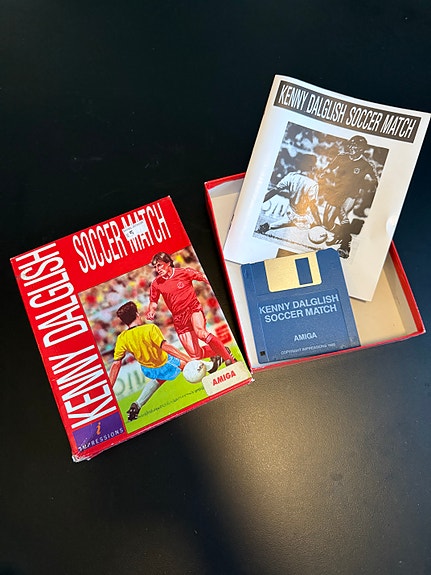 KENNY DALGLISH
SOCCER MATCH
AMIGA
i
IMPRESSIONS
KENNY DALGLISH SOCCER MATCH
KENNY DALGLISH
SOCCER MATCH
AMIGA